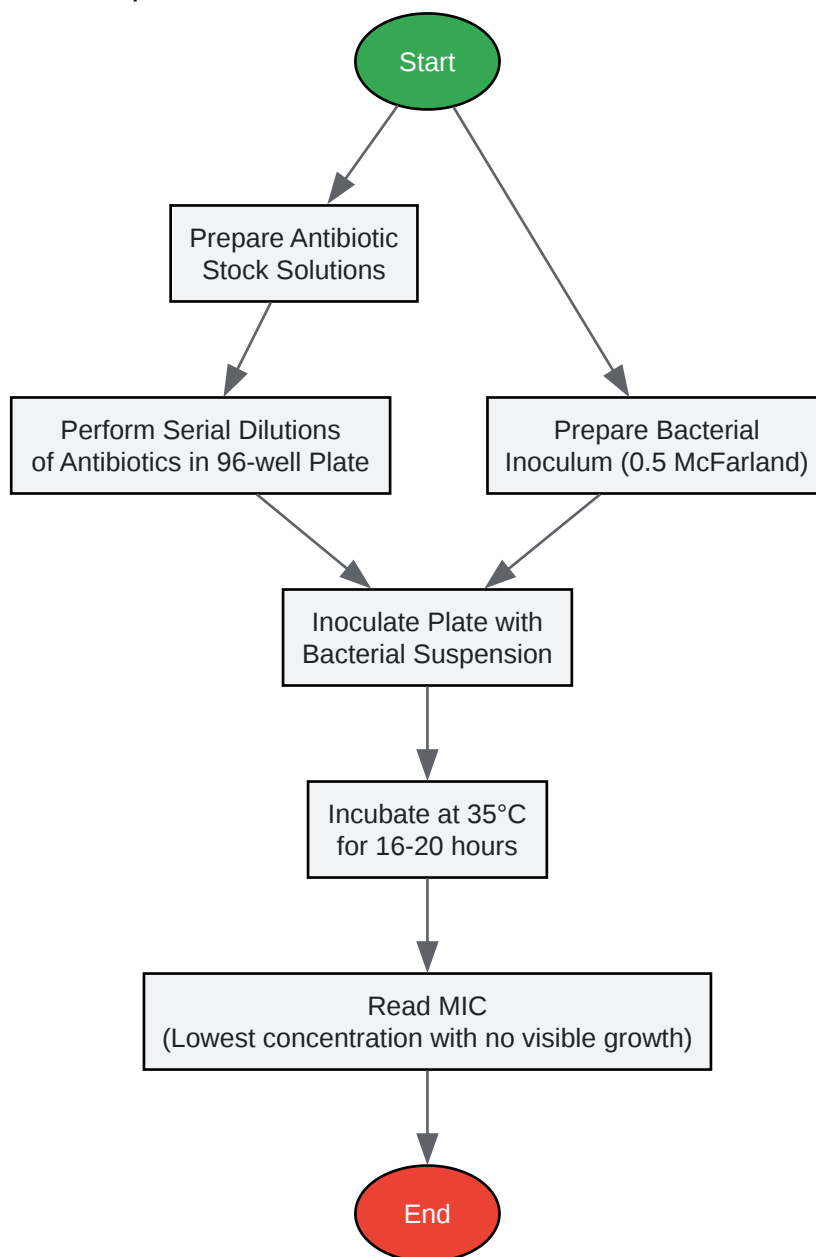 Start
Prepare Antibiotic
Stock Solutions
Perform Serial Dilutions
of Antibiotics in 96-well Plate
Prepare Bacterial
Inoculum (0.5 McFarland)
Inoculate Plate with
Bacterial Suspension
Incubate at 35°C
for 16-20 hours
Read MIC
(Lowest concentration with no visible growth)
End